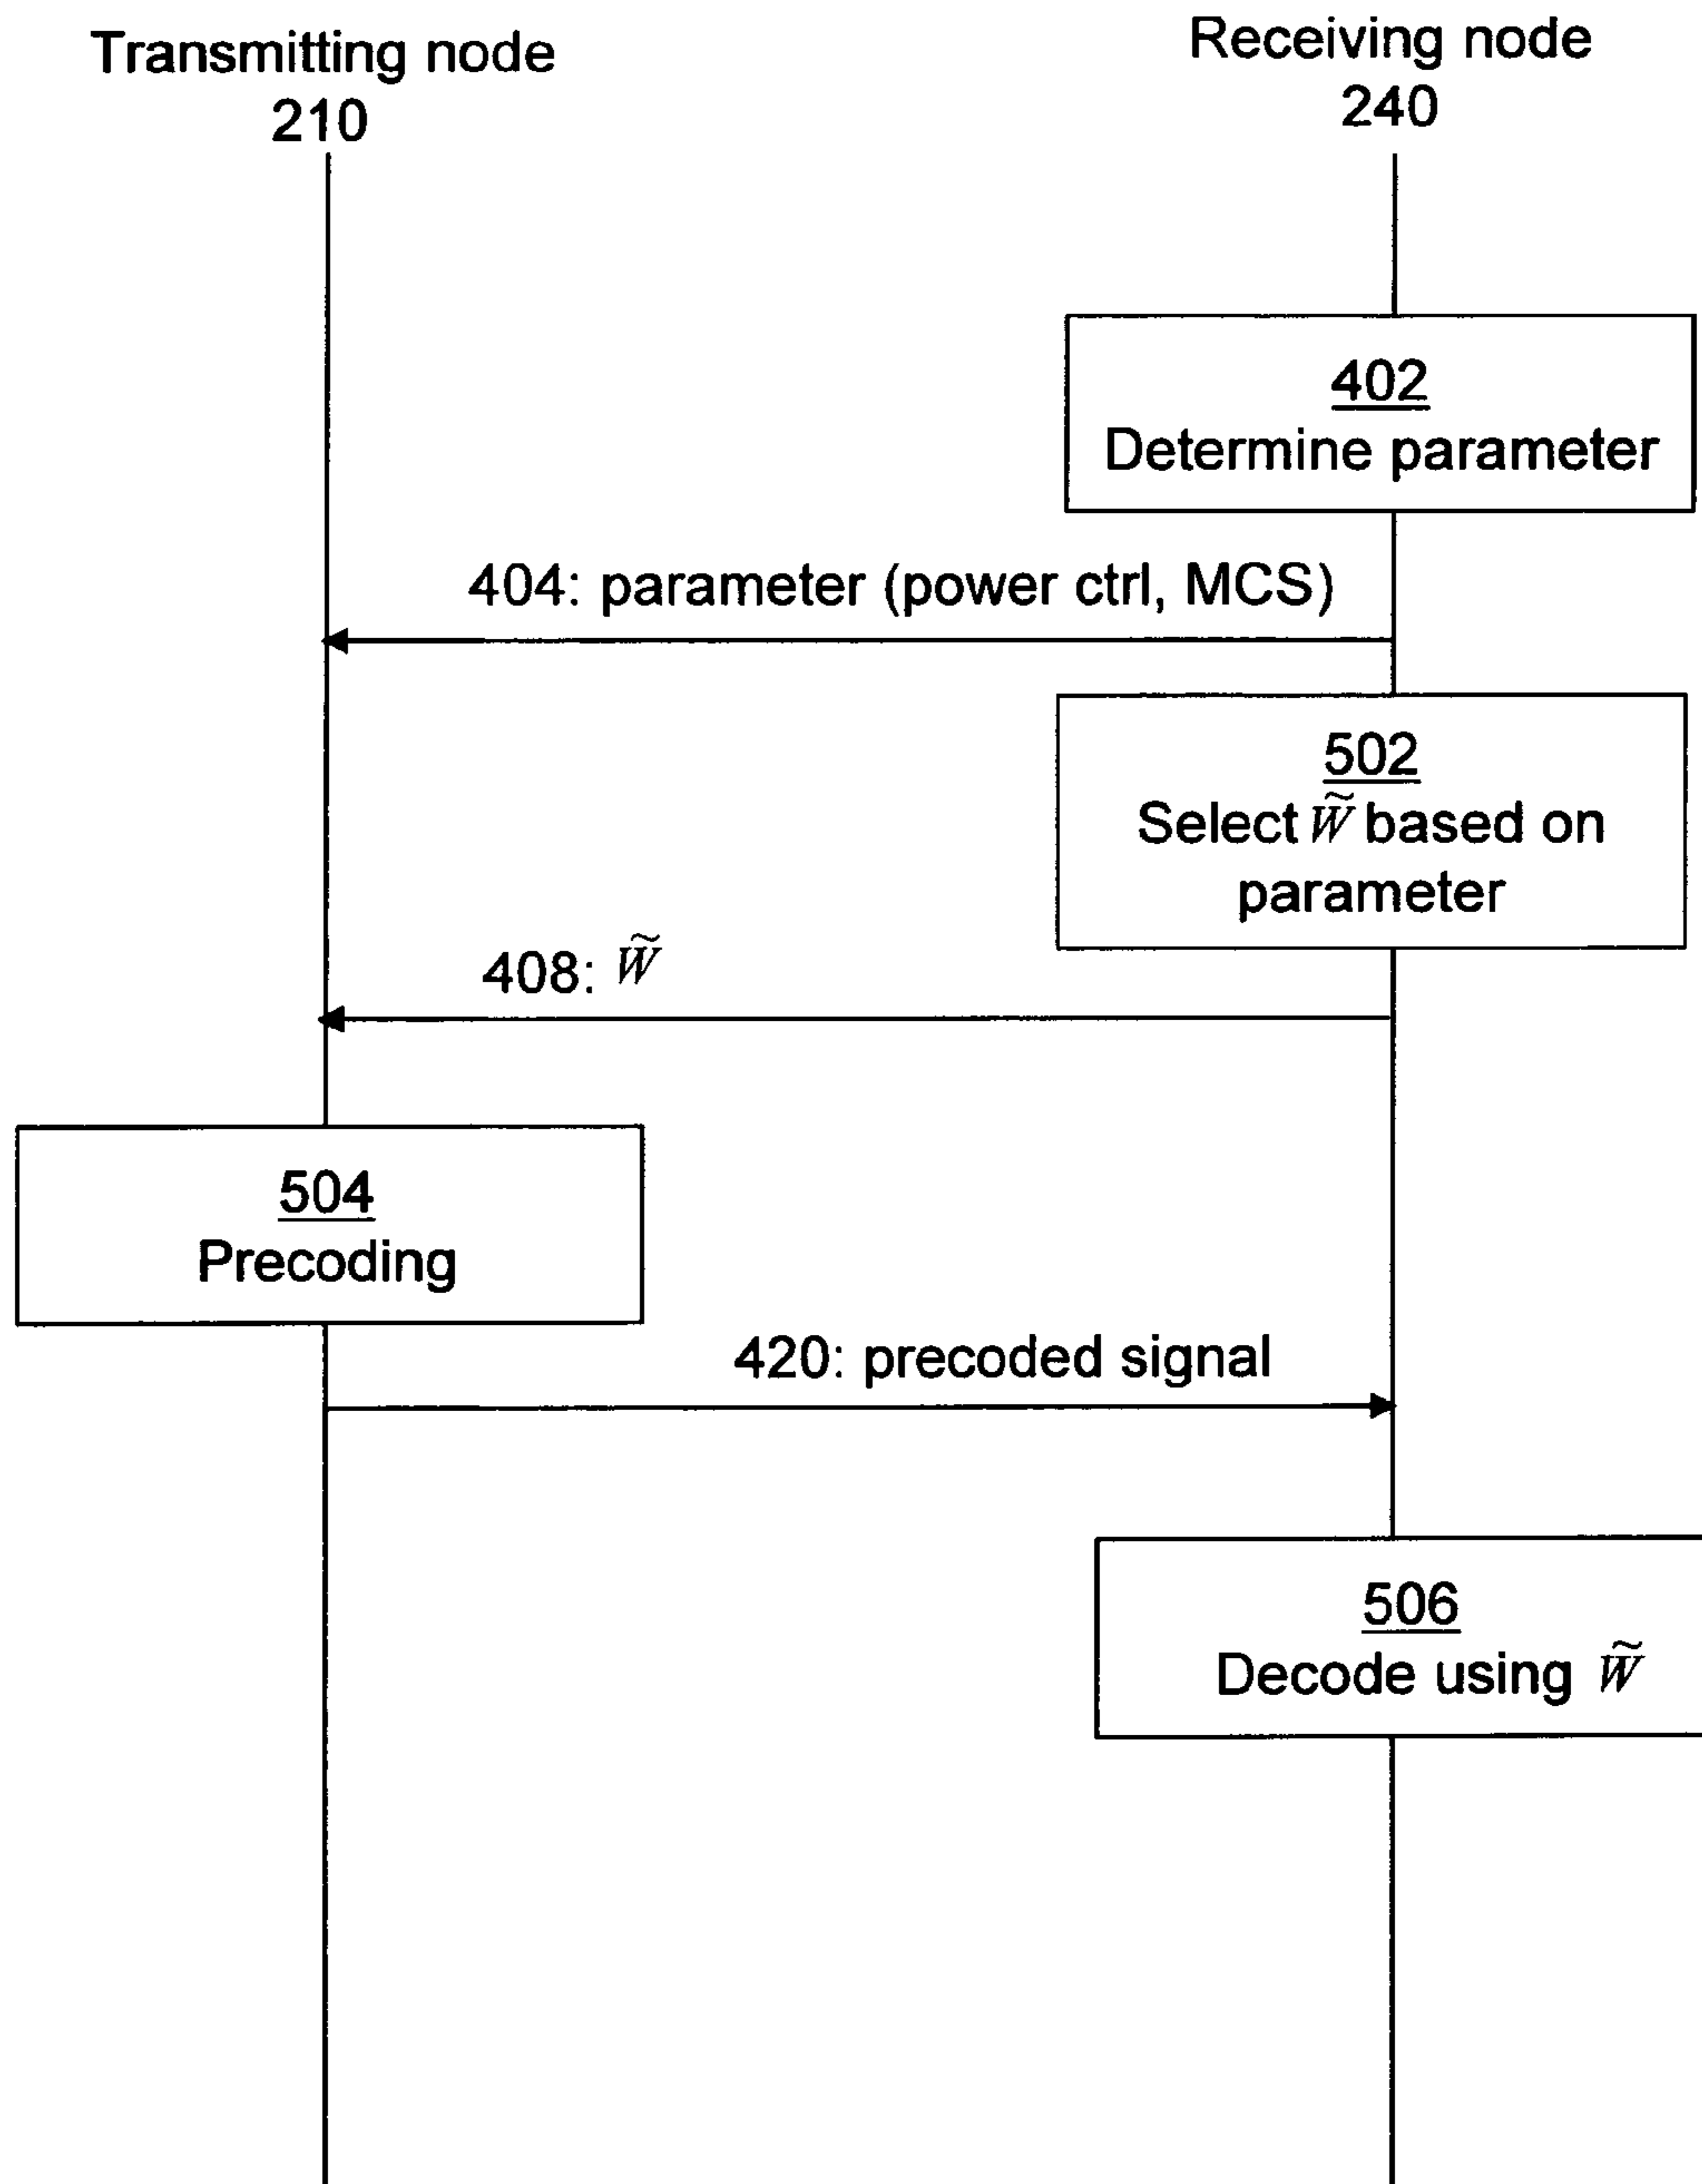 Transmitting node
210
Receiving node
240
402
Determine parameter
404: parameter (power ctrl, MCS)
502
Select W̃ based on
parameter
408: W̃
504
Precoding
420: precoded signal
506
Decode using W̃